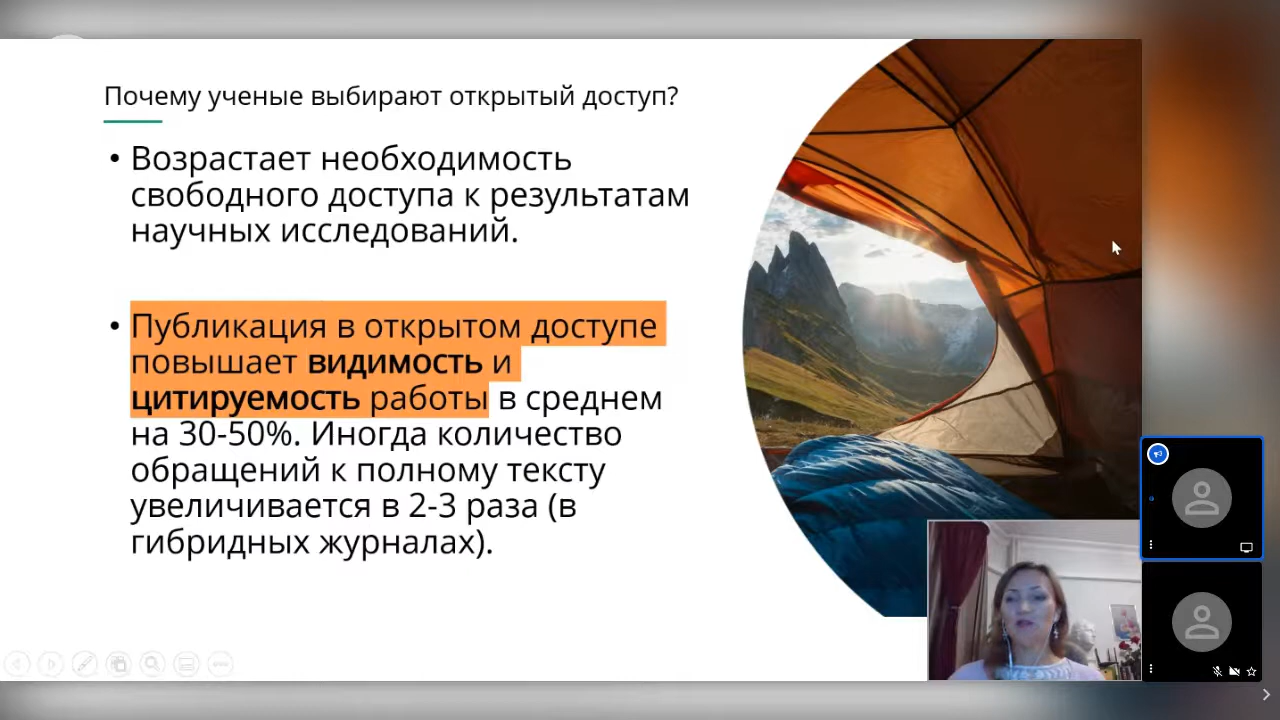 Почему ученые выбирают открытый доступ?
• Возрастает необходимость
свободного доступа к результатам
научных исследований.
• Публикация в открытом доступе
повышает видимость и
цитируемость работы в среднем
на 30-50%. Иногда количество
обращений к полному тексту
увеличивается в 2-3 раза (в
гибридных журналах).